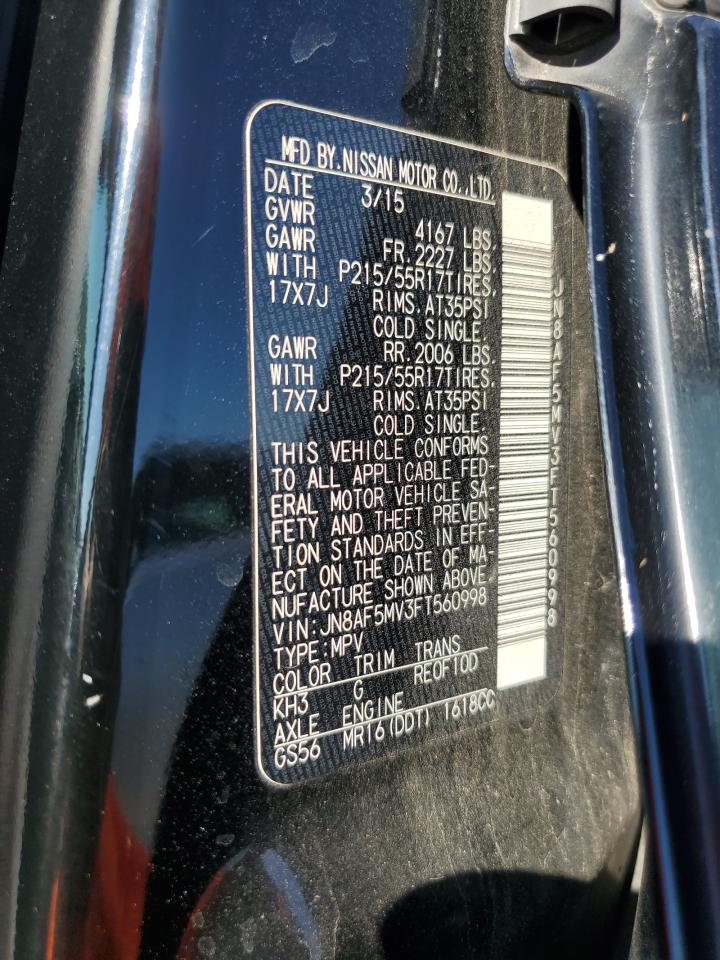 MFD BY.NISSAN MOTOR CO.,LTD.
DATE 3/15
GVWR 4167 LBS.
GAWR FR.2227 LBS.
WITH P215/55R17TIRES.
17X7J RIMS.AT35PSI
COLD SINGLE
GAWR RR.2006 LBS.
WITH P215/55R17TIRES.
17X7J RIMS.AT35PSI
COLD SINGLE.
THIS VEHICLE CONFORMS
TO ALL APPLICABLE FED-
ERAL MOTOR VEHICLE SA-
FETY AND THEFT PREVEN-
TION STANDARDS IN EFF-
ECT ON THE DATE OF MA-
NUFACTURE SHOWN ABOVE
VIN:JN8AF5MV3FT560998
TYPE:MPV
COLOR TRIM TRANS
KH3 G RE0F10D
AXLE ENGINE
GS56 MR16(DDT) 1618CC
JN8AF5MV3FT560998